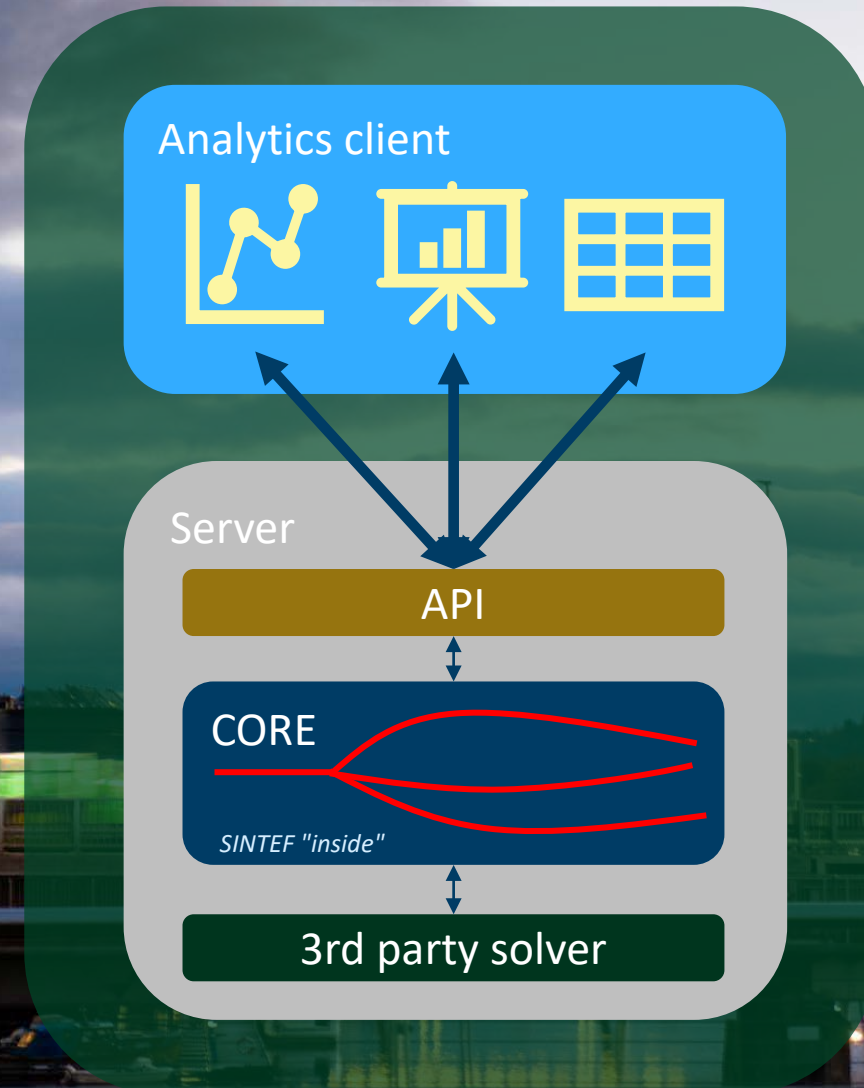 Analytics client
Server
API
CORE
SINTEF "inside"
3rd party solver